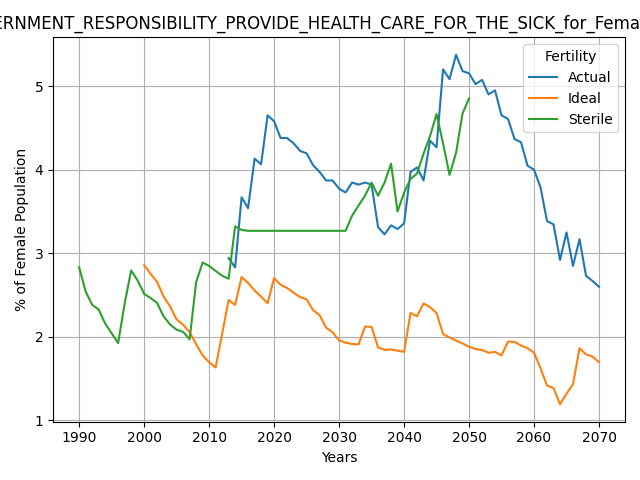 ERNMENT_RESPONSIBILITY_PROVIDE_HEALTH_CARE_FOR_THE_SICK_for_Fema
Fertility
Actual
Ideal
Sterile
% of Female Population
5
4
3
2
1
1990 2000 2010 2020 2030 2040 2050 2060 2070
Years